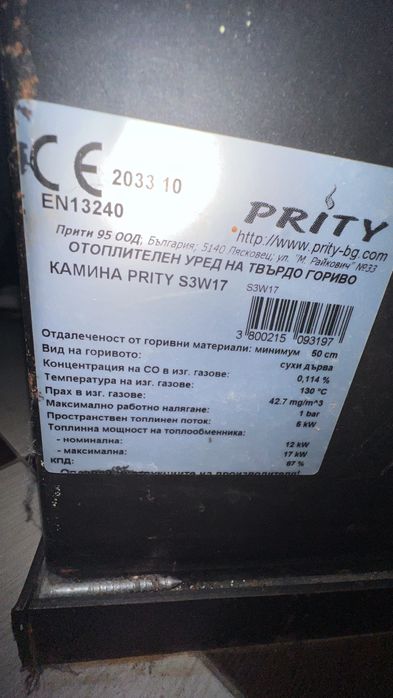 CE 2033 10
EN13240
PRITY
http://www.prity-bg.com
Прити 95 ООД, България, 5140 Лясковец, ул. "М. Райкович" №33
ОТОПЛИТЕЛЕН УРЕД НА ТВЪРДО ГОРИВО
КАМИНА PRITY S3W17
S3W17
3 800215 093197
Отдалеченост от горивни материали: минимум 50 cm
Вид на горивото: сухи дърва
Концентрация на CO в изг. газове: 0,114 %
Температура на изг. газове: 130 °C
Прах в изг. газове: 42.7 mg/m^3
Максимално работно налягане: 1 bar
Пространствен топлинен поток: 6 kW
Топлинна мощност на топлообменника:
- номинална: 12 kW
- максимална: 17 kW
КПД: 87 %